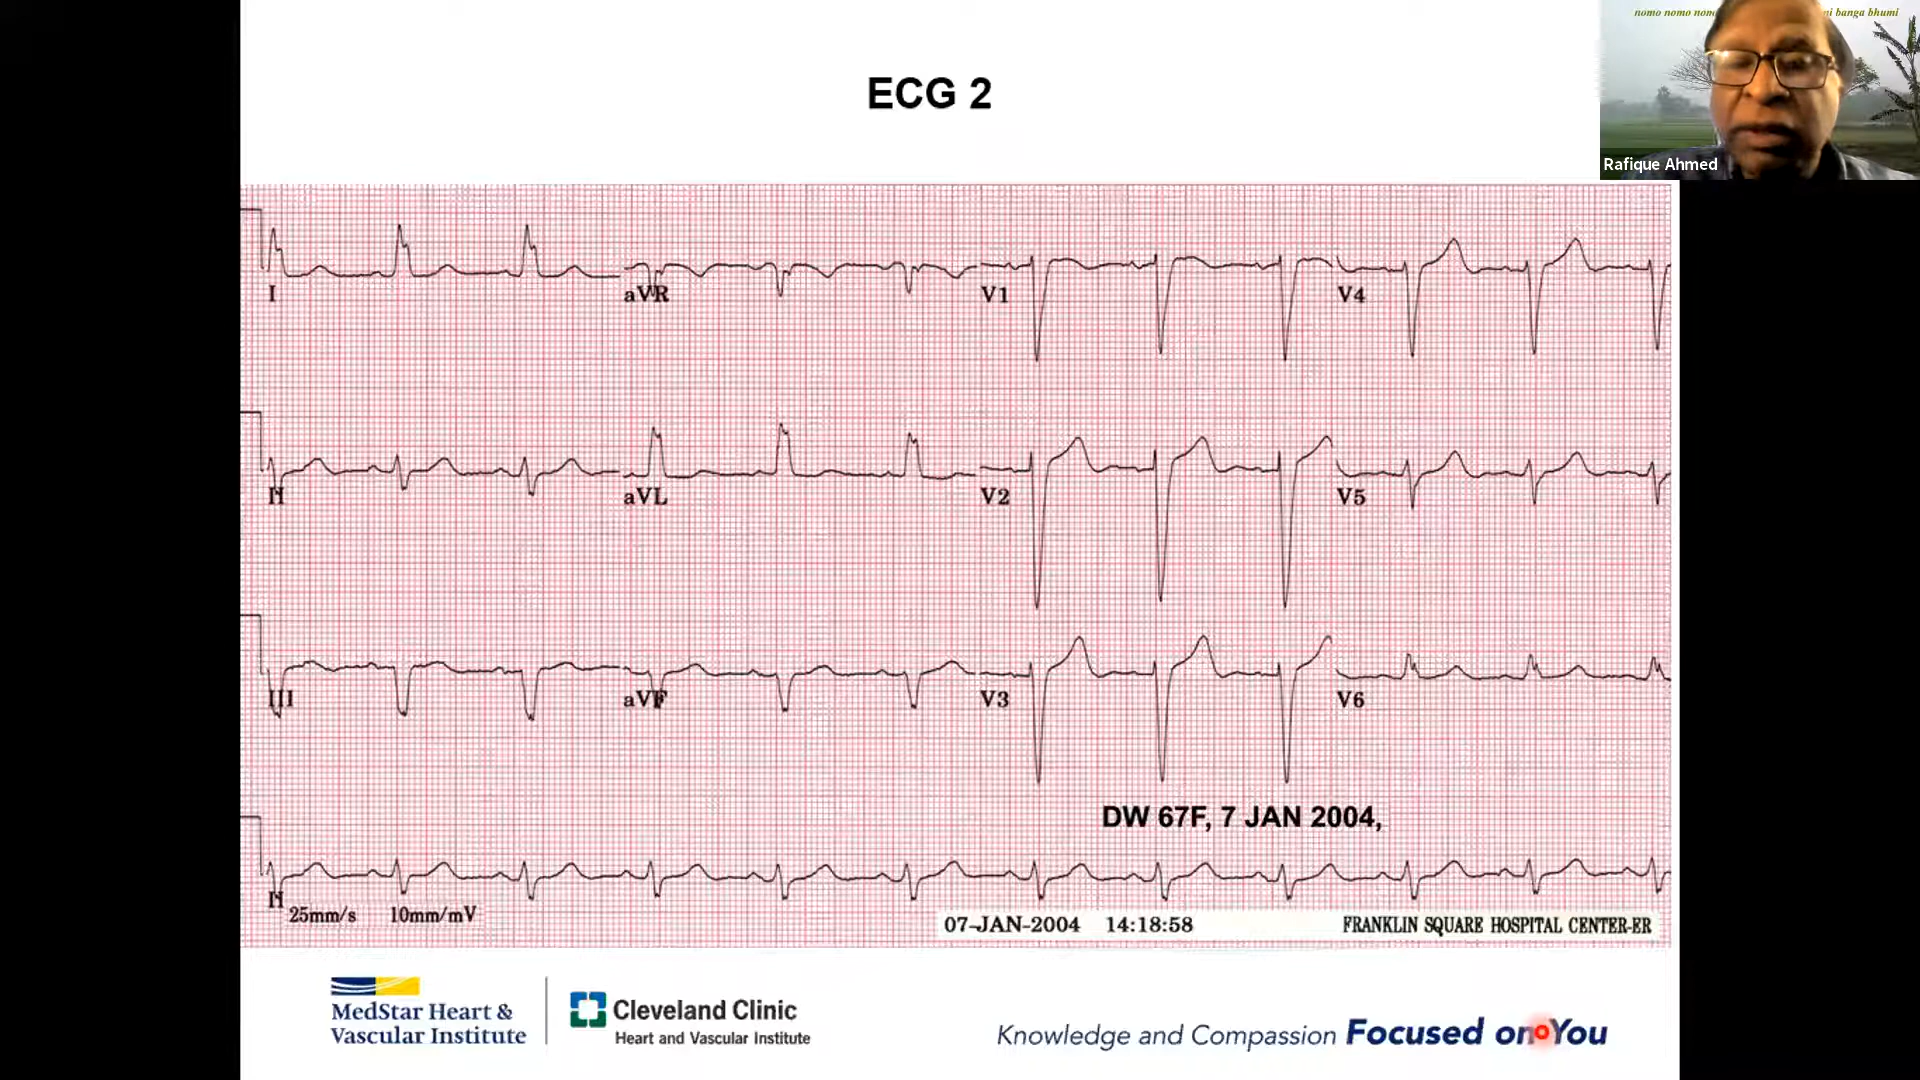 nomo nomo ni banga bhumi
ECG 2
Rafique Ahmed
I aVR V1 V4
II aVL V2 V5
III aVF V3 V6
DW 67F, 7 JAN 2004,
II
25mm/s 10mm/mV
07-JAN-2004 14:18:58 FRANKLIN SQUARE HOSPITAL CENTER-ER
MedStar Heart &
Vascular Institute
Cleveland Clinic
Heart and Vascular Institute
Knowledge and Compassion Focused on You